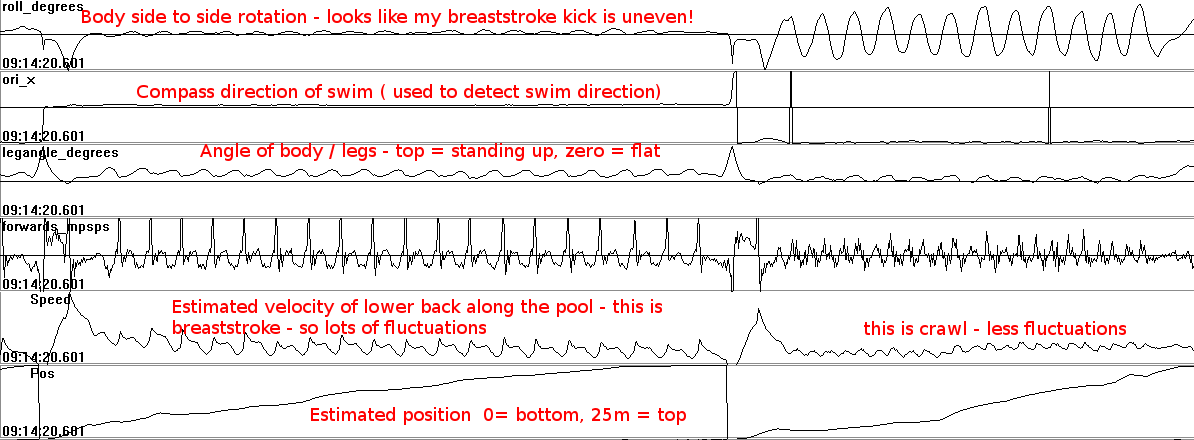 roll_degrees
Body side to side rotation - looks like my breaststroke kick is uneven!
09:14:20.601
ori_x
Compass direction of swim ( used to detect swim direction)
09:14:20.601
legangle_degrees
Angle of body / legs - top = standing up, zero = flat
09:14:20.601
forwards_mpsps
09:14:20.601
Speed
Estimated velocity of lower back along the pool - this is
breaststroke - so lots of fluctuations
this is crawl - less fluctuations
09:14:20.601
Pos
Estimated position  0= bottom, 25m = top
09:14:20.601